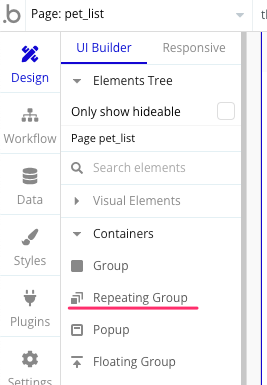 .b Page: pet_list
UI Builder Responsive
Design
Elements Tree
Only show hideable
Workflow
Page pet_list
Search elements
Data
Visual Elements
Styles
Containers
Group
Plugins
Repeating Group
Popup
Settings
Floating Group